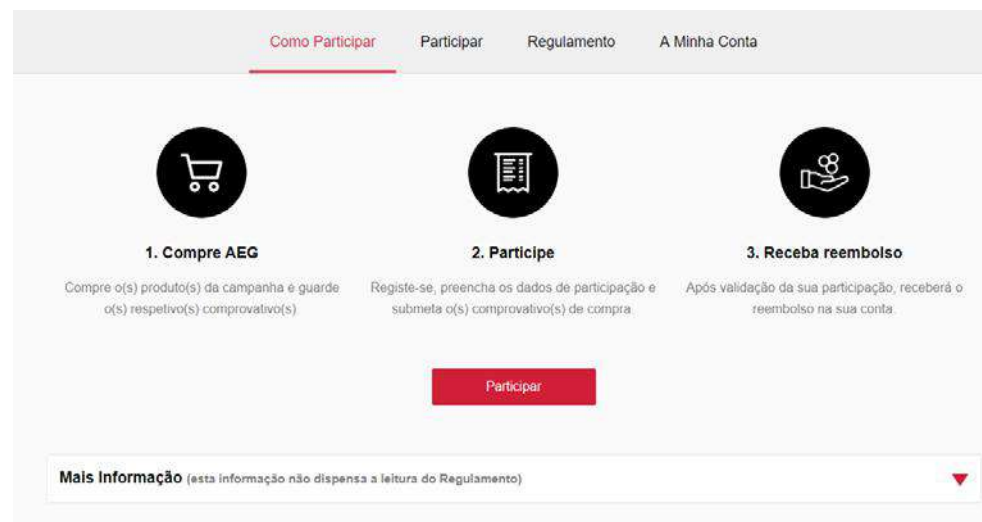 Como Participar Participar Regulamento A Minha Conta
1. Compre AEG
Compre o(s) produto(s) da campanha e guarde
o(s) respetivo(s) comprovativo(s)
2. Participe
Registe-se, preencha os dados de participação e
submeta o(s) comprovativo(s) de compra
3. Receba reembolso
Após validação da sua participação, receberá o
reembolso na sua conta.
Participar
Mais Informação (esta informação não dispensa a leitura do Regulamento)